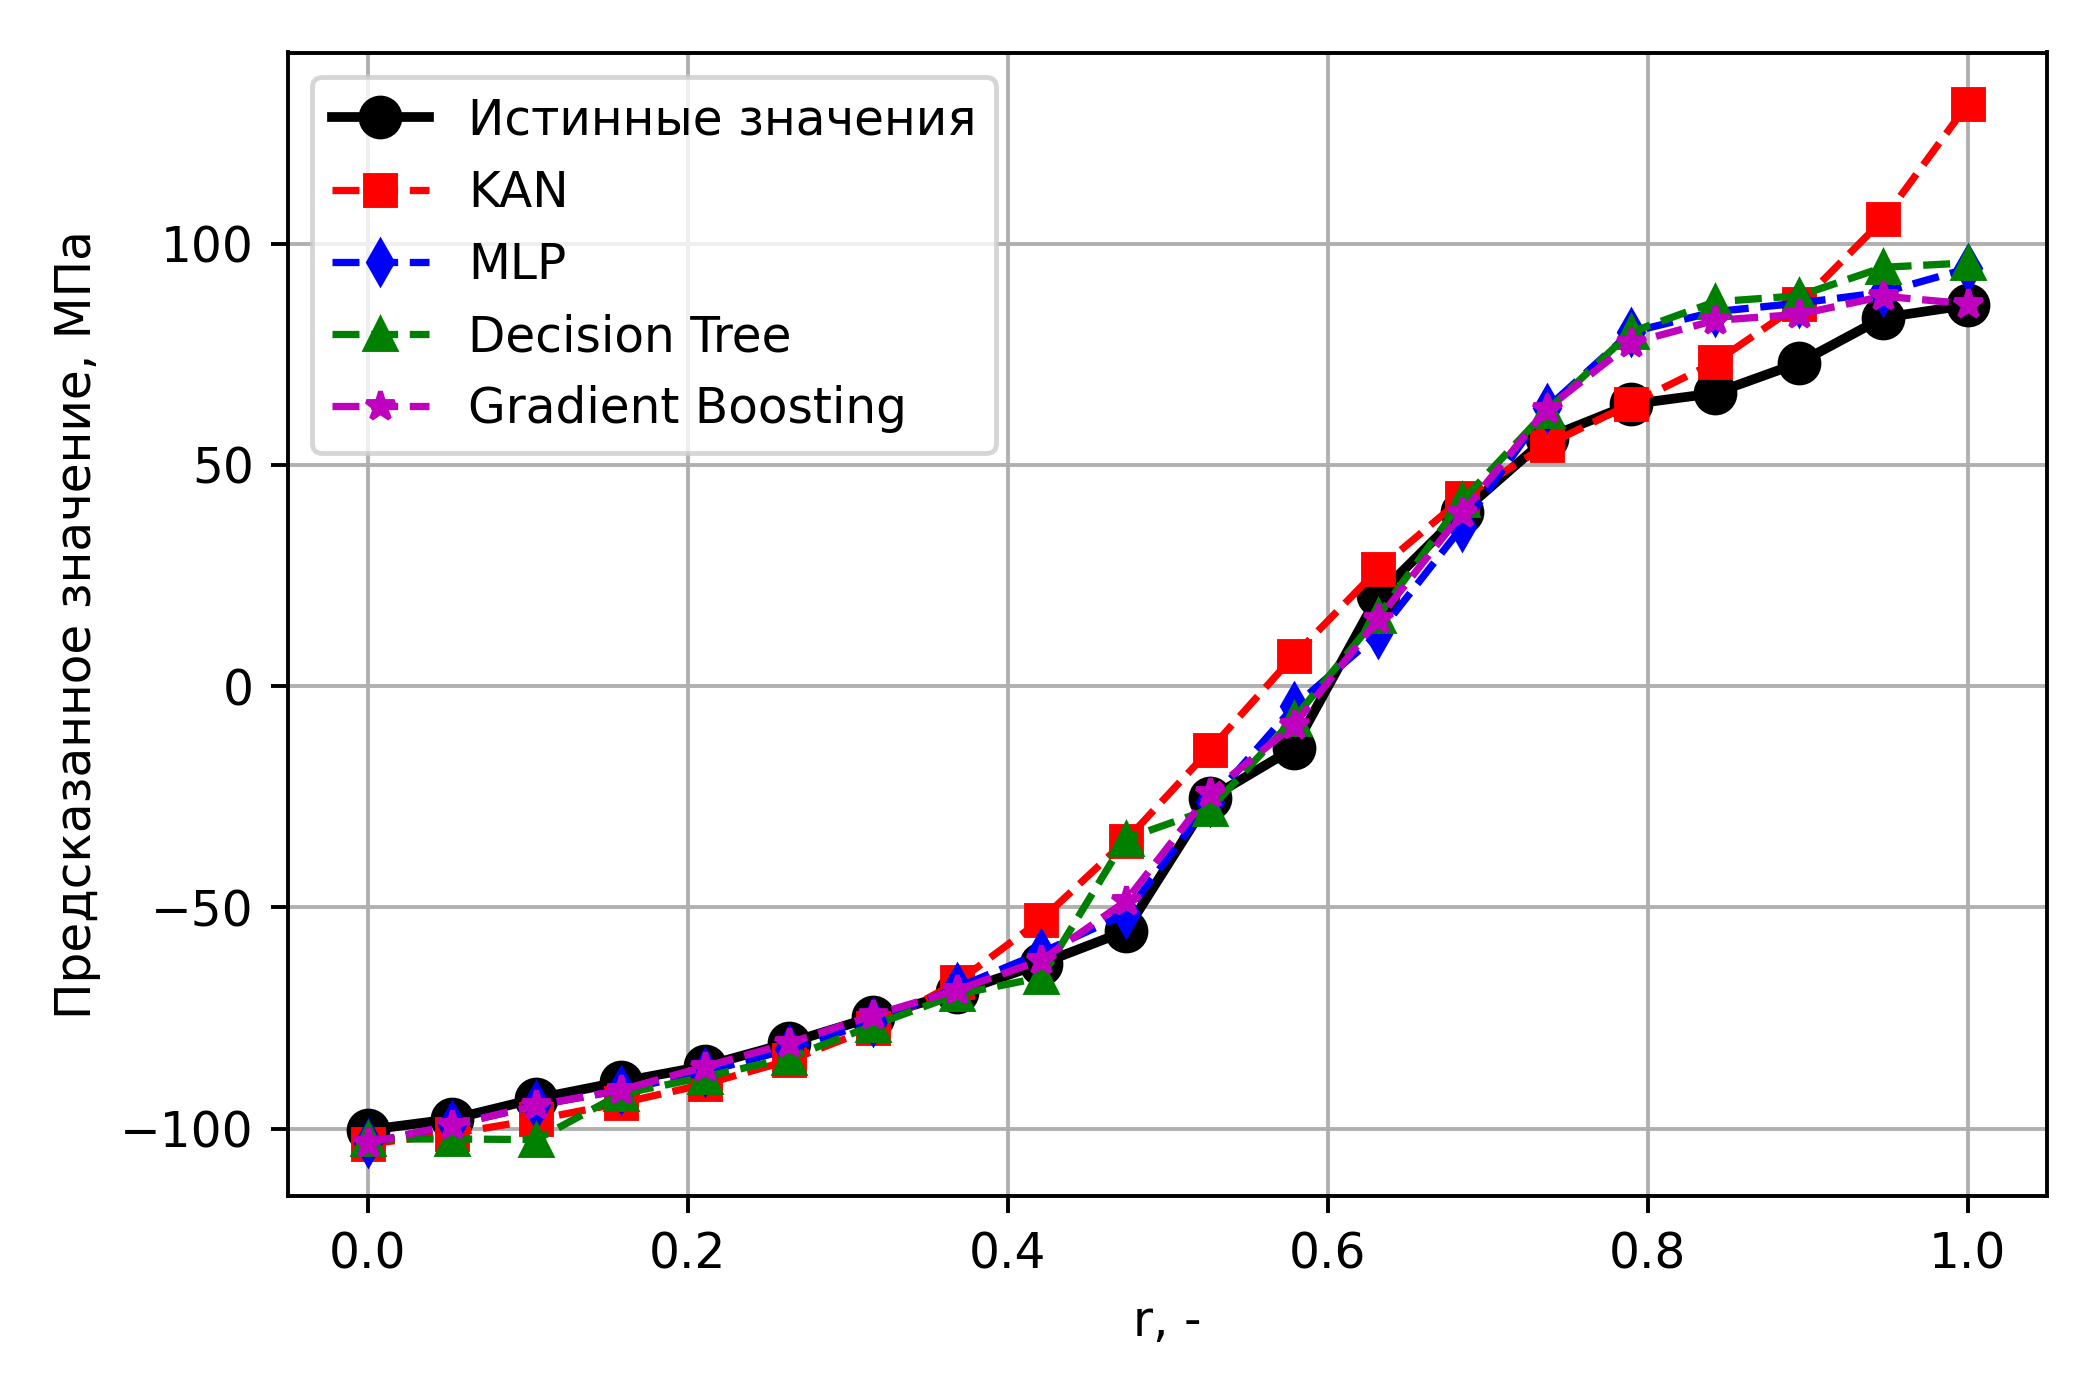 Истинные значения
KAN
MLP
Decision Tree
Gradient Boosting
Предсказанное значение, МПа
100
50
0
−50
−100
0.0 0.2 0.4 0.6 0.8 1.0
r, -